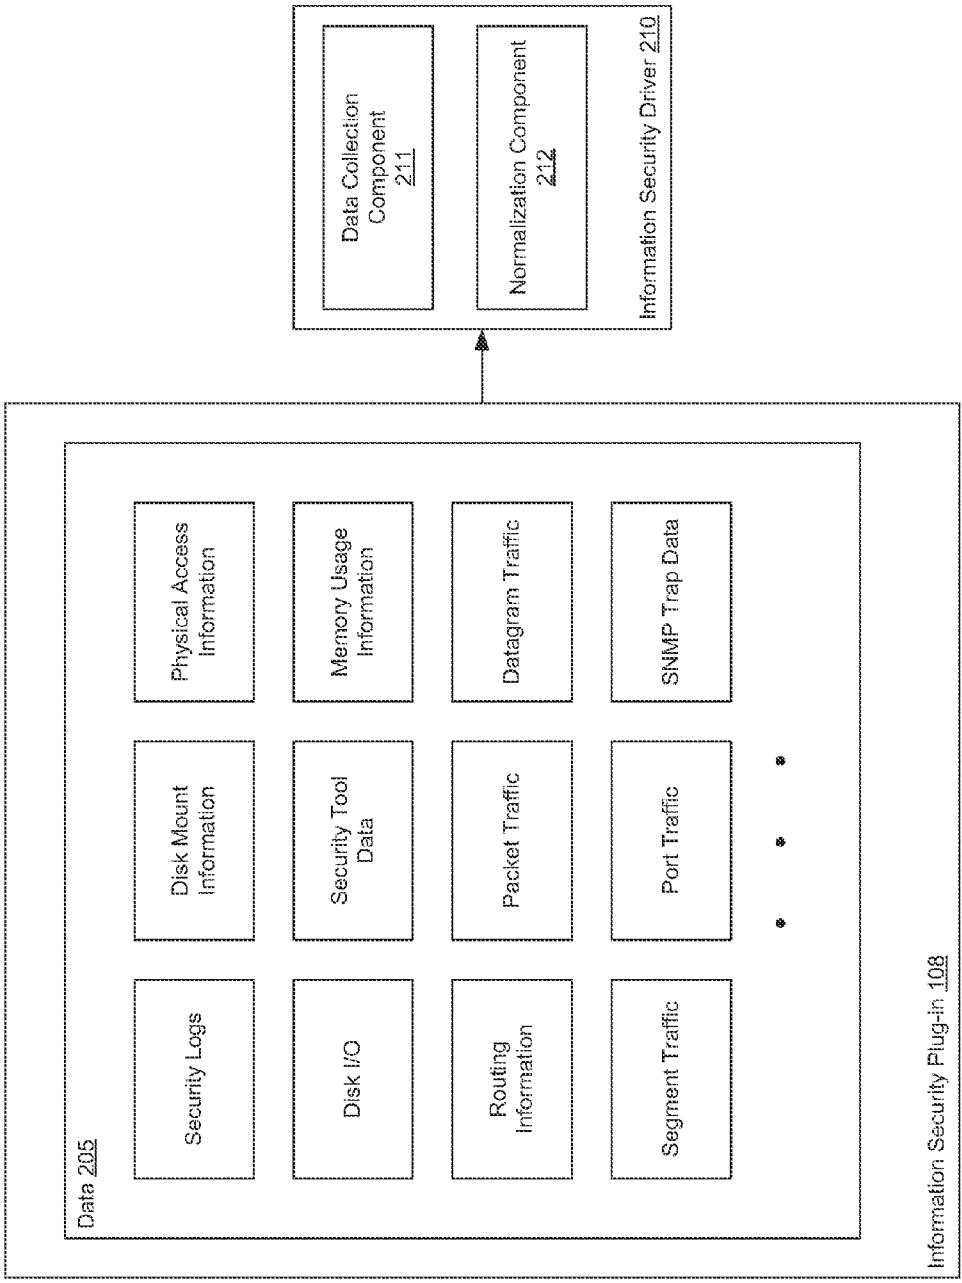 Data 205
Security Logs
Disk Mount
Information
Physical Access
Information
Disk I/O
Security Tool
Data
Memory Usage
Information
Routing
Information
Packet Traffic
Datagram Traffic
Segment Traffic
Port Traffic
SNMP Trap Data
Information Security Plug-in 108
Data Collection
Component
211
Normalization Component
212
Information Security Driver 210